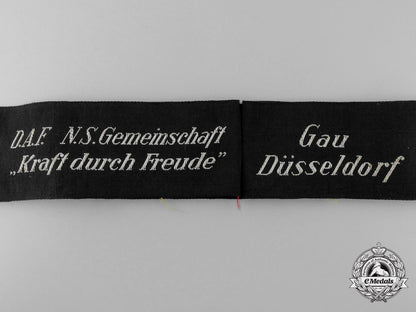 D.A.F. N.S. Gemeinschaft
„Kraft durch Freude”
Gau
Düsseldorf
eMedals